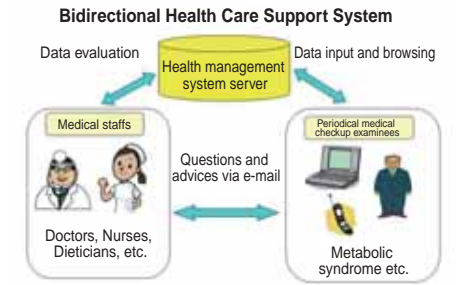 Bidirectional Health Care Support System
Data evaluation
Health management
system server
Data input and browsing
Medical staffs
Doctors, Nurses,
Dieticians, etc.
Questions and
advices via e-mail
Periodical medical
checkup examinees
Metabolic
syndrome etc.